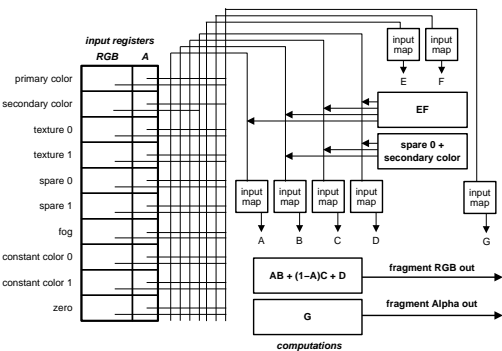 input registers
RGB A
primary color
secondary color
texture 0
texture 1
spare 0
spare 1
fog
constant color 0
constant color 1
zero
input map
input map
E
F
EF
spare 0 +
secondary color
input map
input map
input map
input map
input map
A
B
C
D
G
AB + (1−A)C + D
fragment RGB out
G
fragment Alpha out
computations